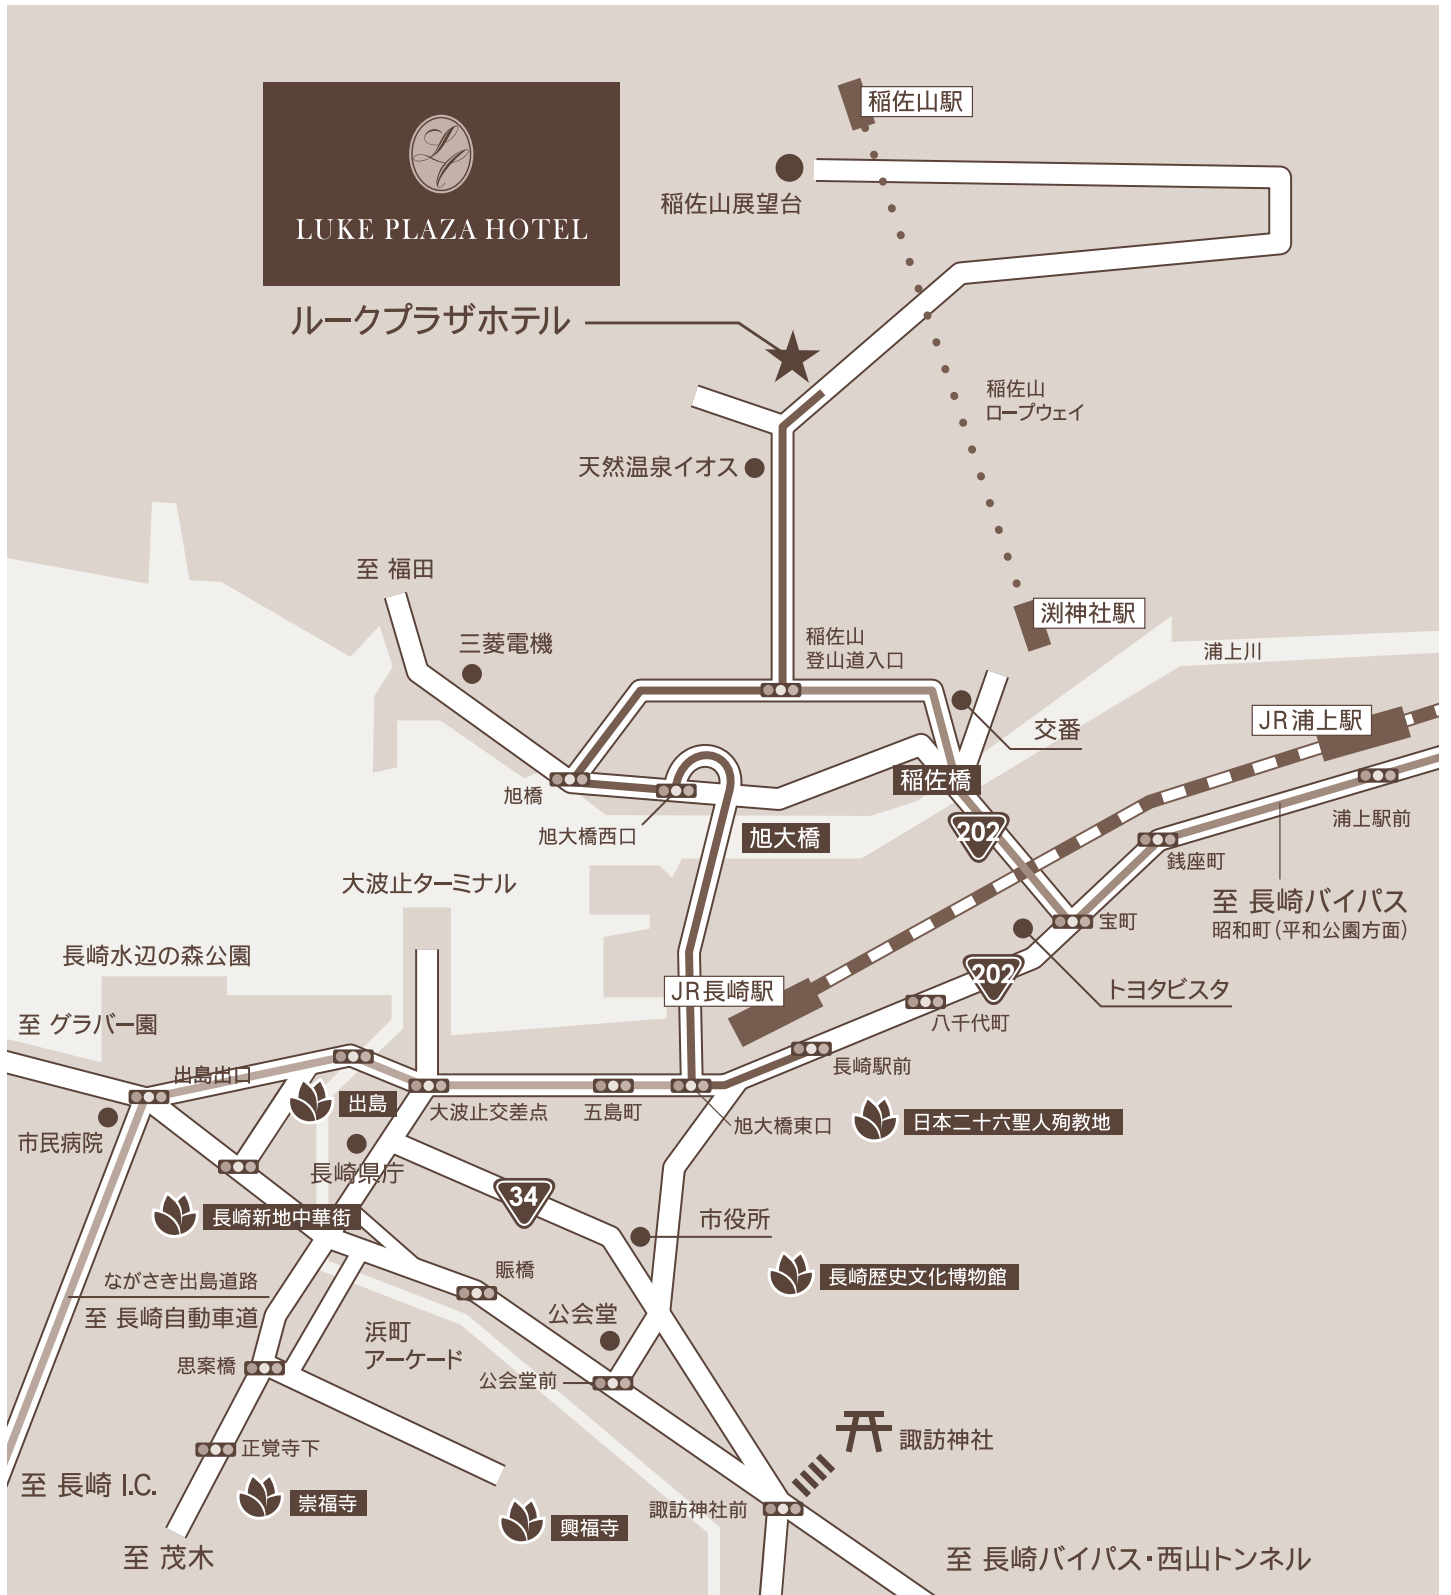 稲佐山駅
稲佐山展望台
LUKE PLAZA HOTEL
ルークプラザホテル
稲佐山
ロープウェイ
天然温泉イオス
至 福田
渕神社駅
三菱電機
稲佐山
登山道入口
浦上川
交番
JR浦上駅
稲佐橋
旭橋
旭大橋西口
旭大橋
202
浦上駅前
銭座町
大波止ターミナル
至 長崎バイパス
昭和町(平和公園方面)
宝町
長崎水辺の森公園
JR長崎駅
202
トヨタビスタ
八千代町
至 グラバー園
長崎駅前
出島出口
出島
大波止交差点
五島町
旭大橋東口
日本二十六聖人殉教地
市民病院
長崎県庁
34
長崎新地中華街
市役所
ながさき出島道路
至 長崎自動車道
賑橋
長崎歴史文化博物館
公会堂
浜町
アーケード
思案橋
公会堂前
正覚寺下
諏訪神社
至 長崎 I.C.
崇福寺
興福寺
諏訪神社前
至 茂木
至 長崎バイパス・西山トンネル